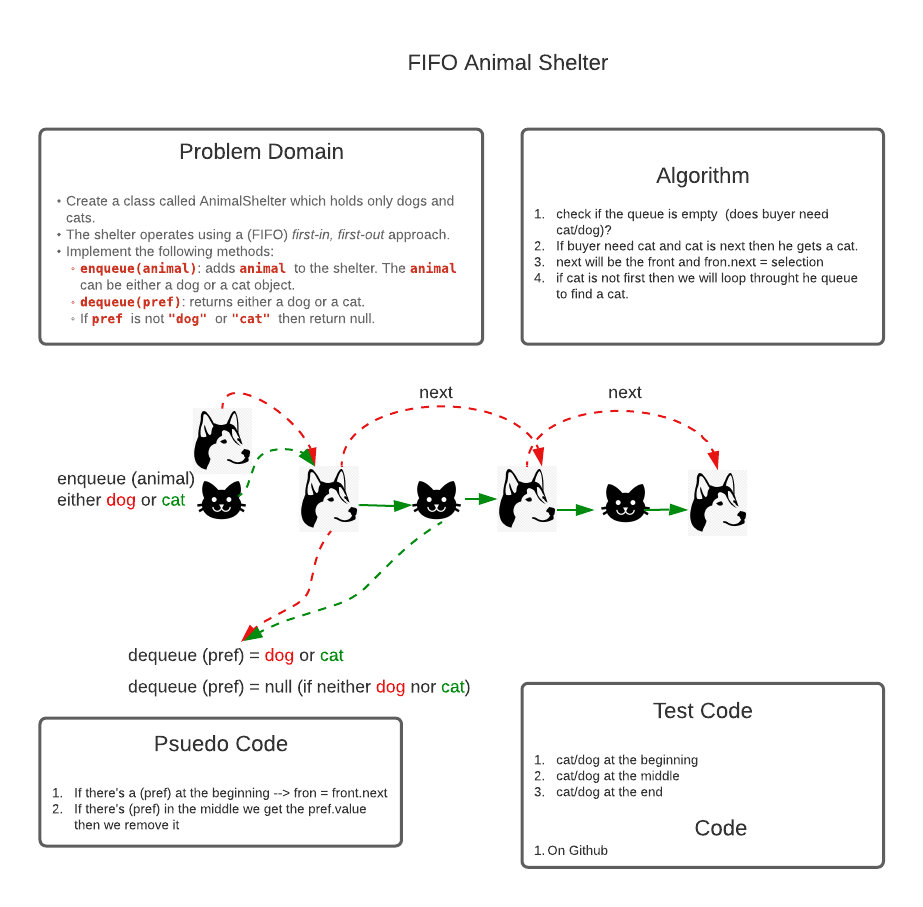 FIFO Animal Shelter
Problem Domain
• Create a class called AnimalShelter which holds only dogs and
cats.
• The shelter operates using a (FIFO) first-in, first-out approach.
• Implement the following methods:
◦ enqueue(animal): adds animal to the shelter. The animal
can be either a dog or a cat object.
◦ dequeue(pref): returns either a dog or a cat.
◦ If pref is not "dog" or "cat" then return null.
Algorithm
1. check if the queue is empty (does buyer need
cat/dog)?
2. If buyer need cat and cat is next then he gets a cat.
3. next will be the front and fron.next = selection
4. if cat is not first then we will loop throught he queue
to find a cat.
next
next
enqueue (animal)
either dog or cat
dequeue (pref) = dog or cat
dequeue (pref) = null (if neither dog nor cat)
Psuedo Code
1. If there's a (pref) at the beginning --> fron = front.next
2. If there's (pref) in the middle we get the pref.value
then we remove it
Test Code
1. cat/dog at the beginning
2. cat/dog at the middle
3. cat/dog at the end
Code
1. On Github